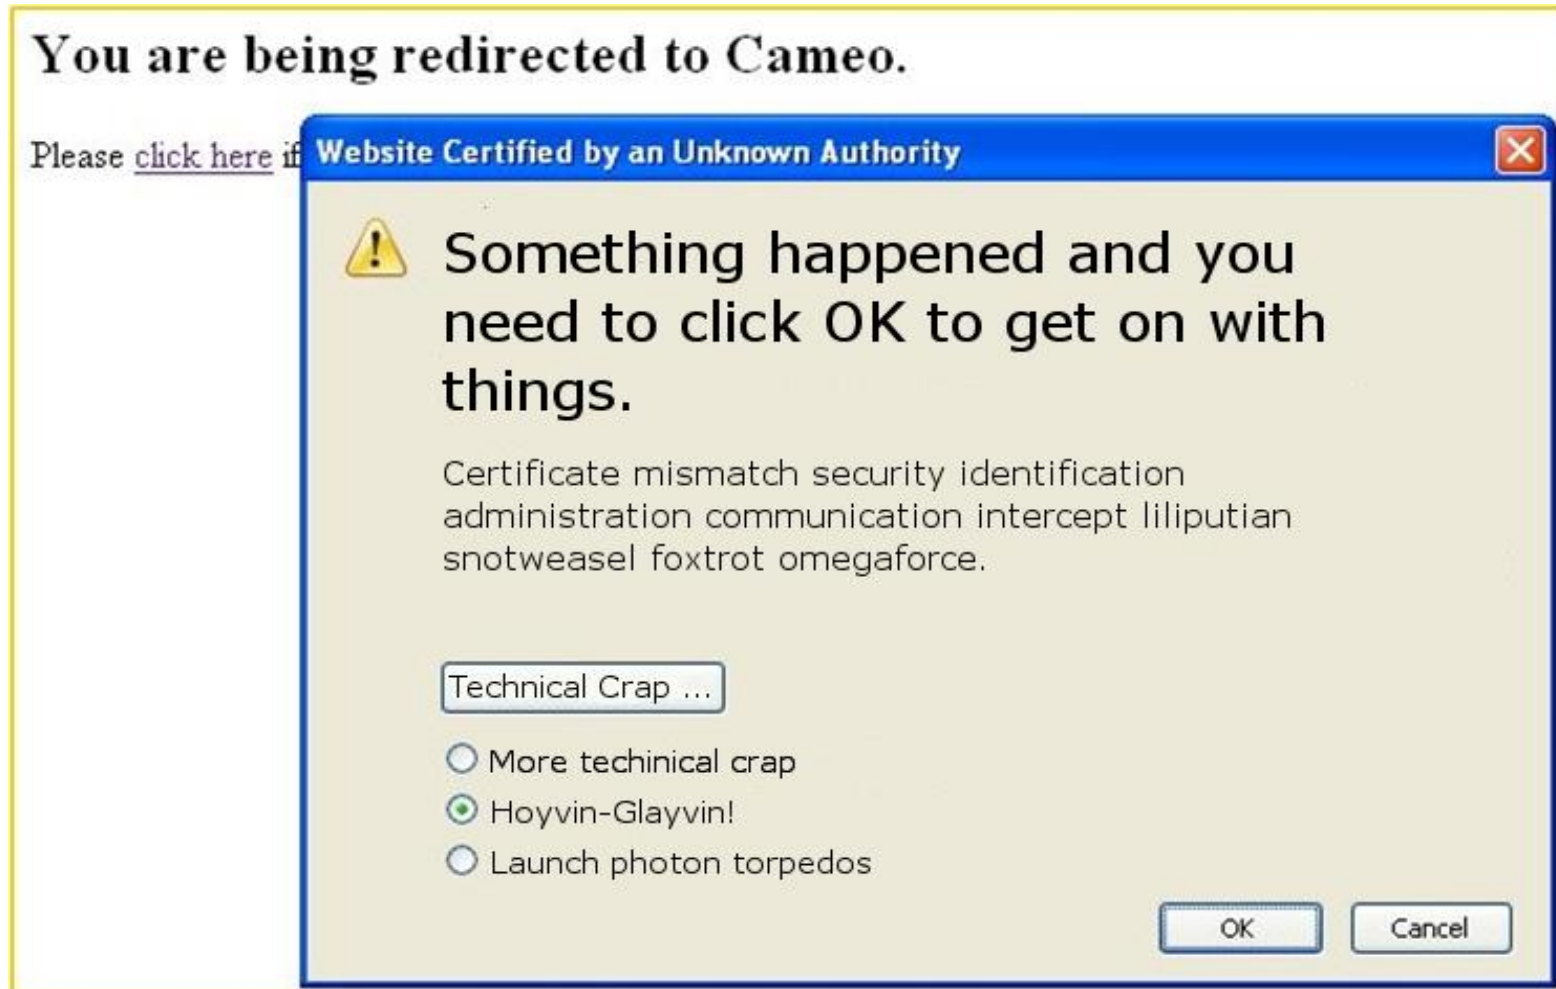 You are being redirected to Cameo.
Please click here if
Website Certified by an Unknown Authority
Something happened and you
need to click OK to get on with
things.
Certificate mismatch security identification
administration communication intercept liliputian
snotweasel foxtrot omegaforce.
Technical Crap ...
More techinical crap
Hoyvin-Glayvin!
Launch photon torpedos
OK
Cancel